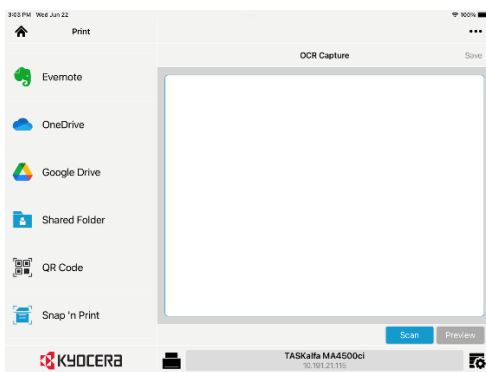 3:03 PM Wed Jun 22 100%
Print
OCR Capture Save
Evernote
OneDrive
Google Drive
Shared Folder
QR Code
Snap 'n Print
Scan Preview
KYOCERA
TASKalfa MA4500ci
10.191.21.115